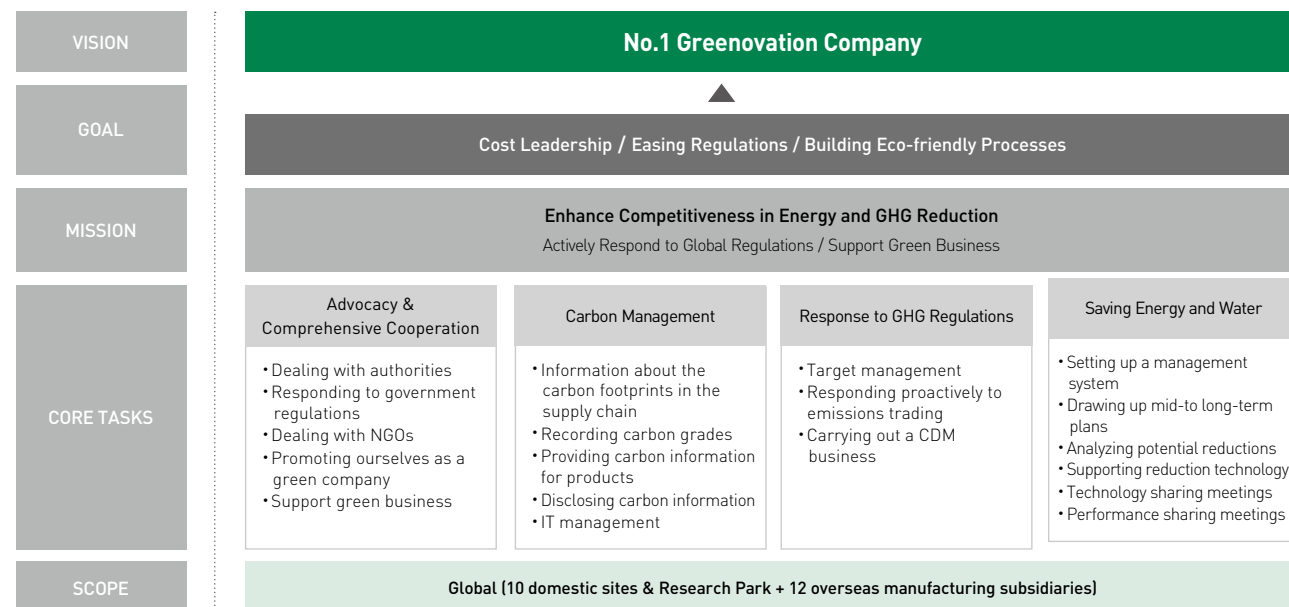 VISION
No.1 Greenovation Company
GOAL
Cost Leadership / Easing Regulations / Building Eco-friendly Processes
MISSION
Enhance Competitiveness in Energy and GHG Reduction
Actively Respond to Global Regulations / Support Green Business
CORE TASKS
Advocacy &
Comprehensive Cooperation
• Dealing with authorities
• Responding to government
regulations
• Dealing with NGOs
• Promoting ourselves as a
green company
• Support green business
Carbon Management
• Information about the
carbon footprints in the
supply chain
• Recording carbon grades
• Providing carbon information
for products
• Disclosing carbon information
• IT management
Response to GHG Regulations
• Target management
• Responding proactively to
emissions trading
• Carrying out a CDM
business
Saving Energy and Water
• Setting up a management
system
• Drawing up mid-to long-term
plans
• Analyzing potential reductions
• Supporting reduction technology
• Technology sharing meetings
• Performance sharing meetings
SCOPE
Global (10 domestic sites & Research Park + 12 overseas manufacturing subsidiaries)